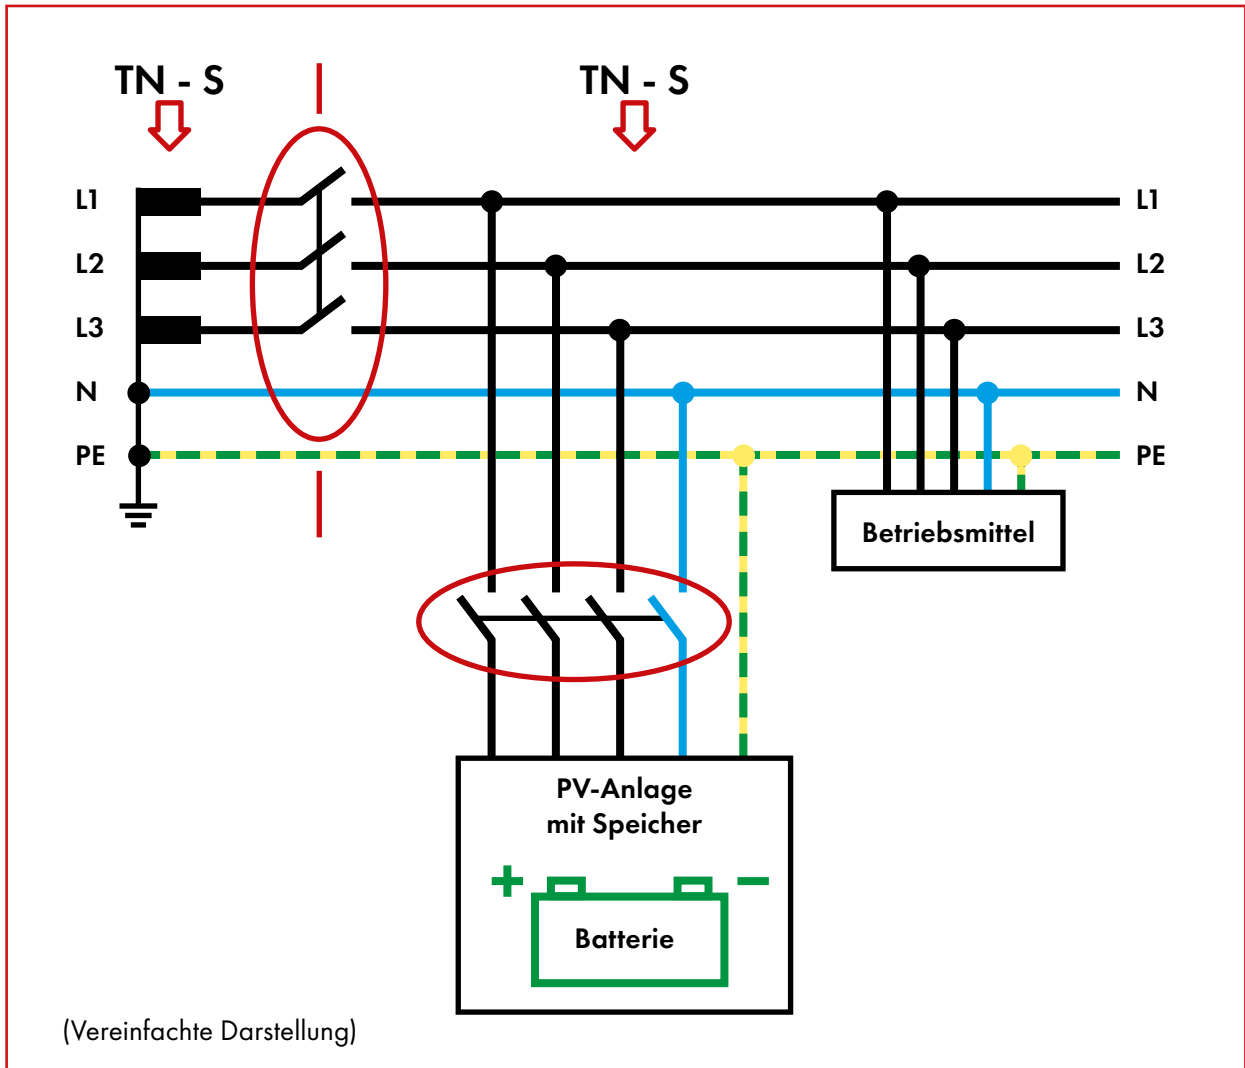 TN - S
TN - S
L1
L1
L2
L2
L3
L3
N
N
PE
PE
Betriebsmittel
PV-Anlage
mit Speicher
+ −
Batterie
(Vereinfachte Darstellung)